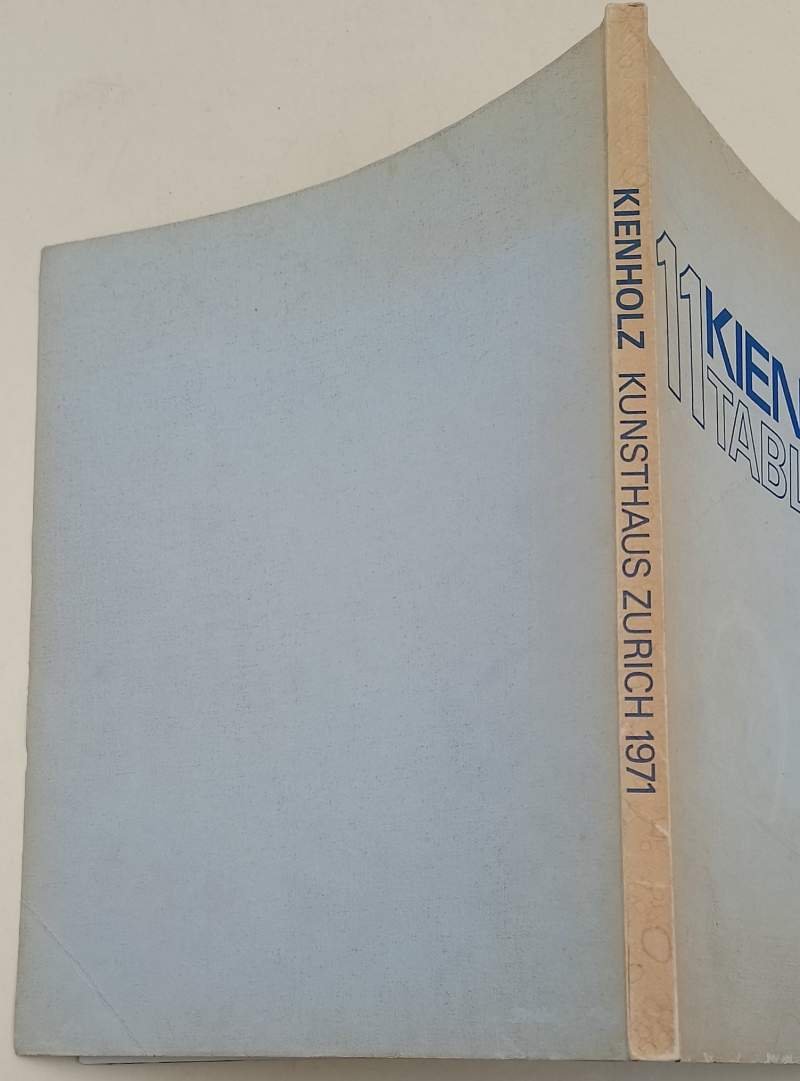 KIENHOLZ KUNSTHAUS ZURICH 1971
11 KIEN
TABL